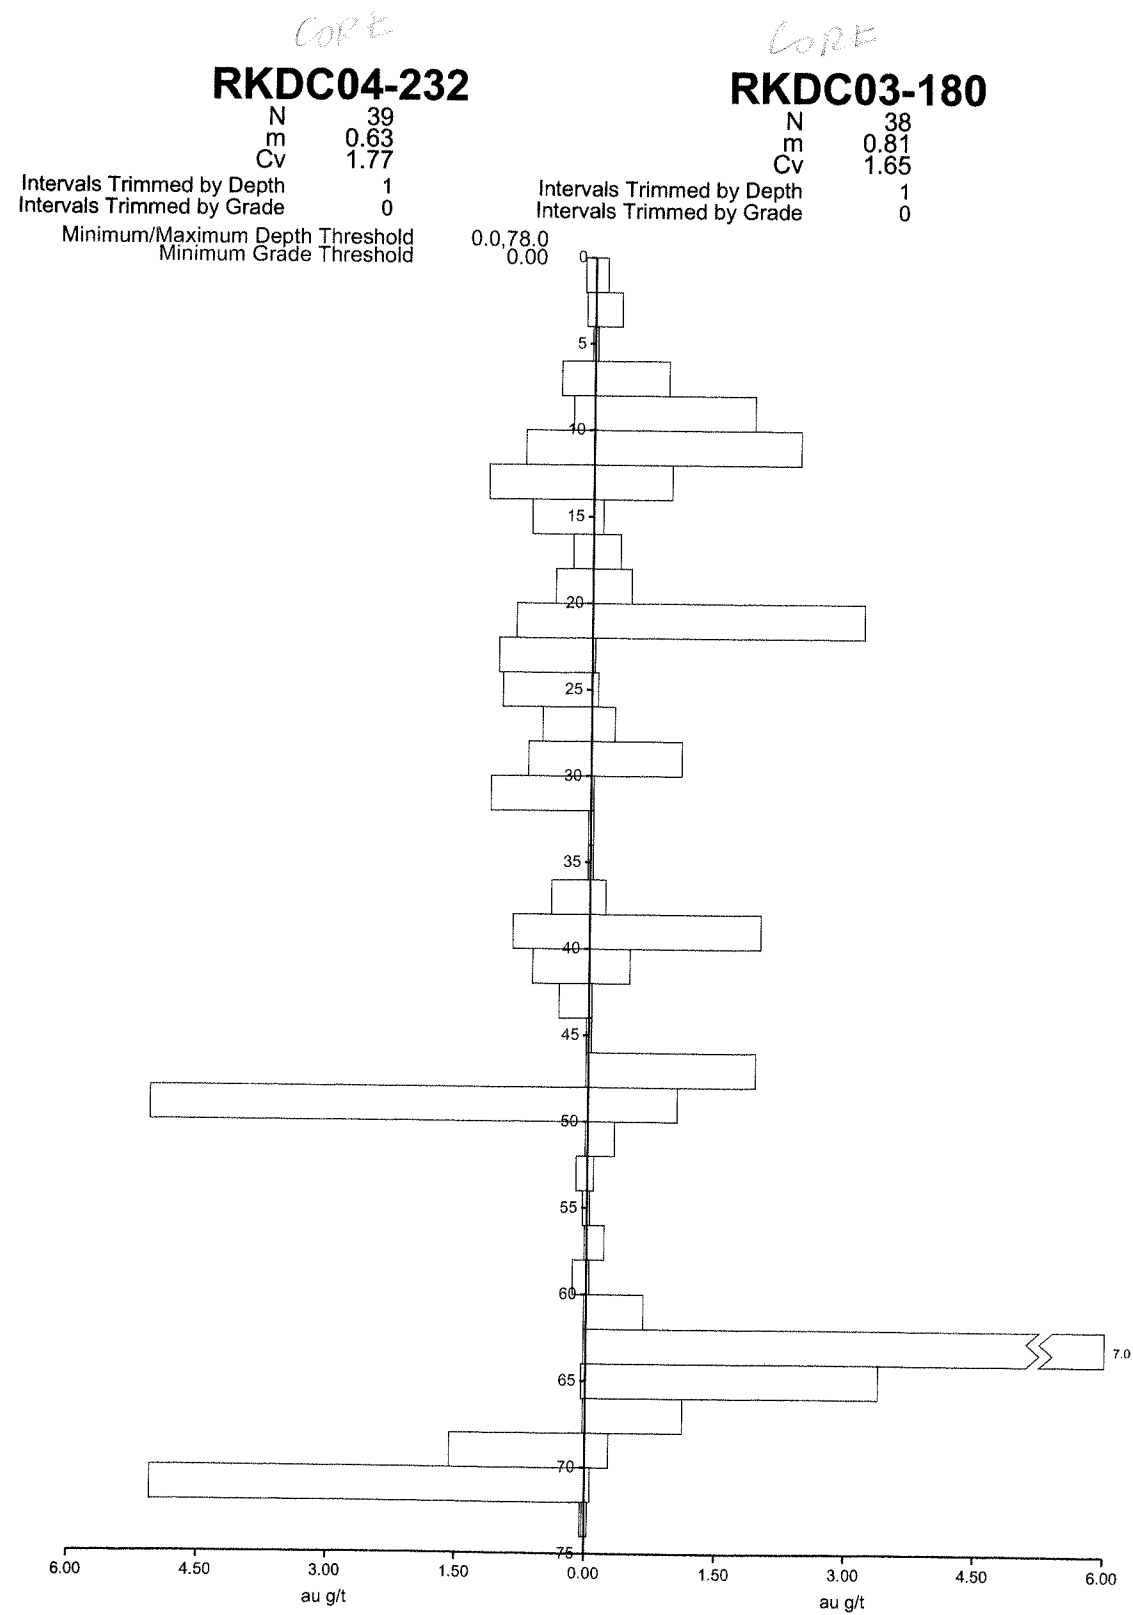 CORE
CORE
RKDC04-232
N 39
m 0.63
Cv 1.77
Intervals Trimmed by Depth 1
Intervals Trimmed by Grade 0
Minimum/Maximum Depth Threshold 0.0,78.0
Minimum Grade Threshold 0.00
RKDC03-180
N 38
m 0.81
Cv 1.65
Intervals Trimmed by Depth 1
Intervals Trimmed by Grade 0
0
5
10
15
20
25
30
35
40
45
50
55
60
7.0
65
70
75
6.00 4.50 3.00 1.50 0.00 1.50 3.00 4.50 6.00
au g/t au g/t